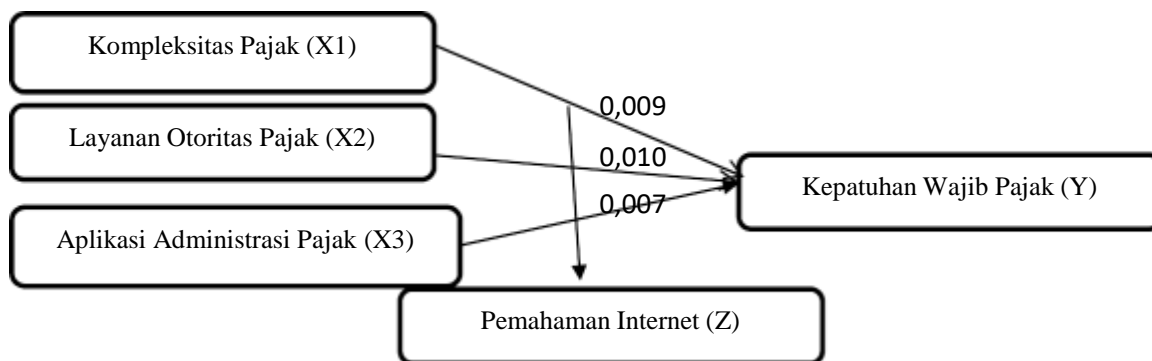 Kompleksitas Pajak (X1)
0,009
Layanan Otoritas Pajak (X2)
0,010
Kepatuhan Wajib Pajak (Y)
0,007
Aplikasi Administrasi Pajak (X3)
Pemahaman Internet (Z)